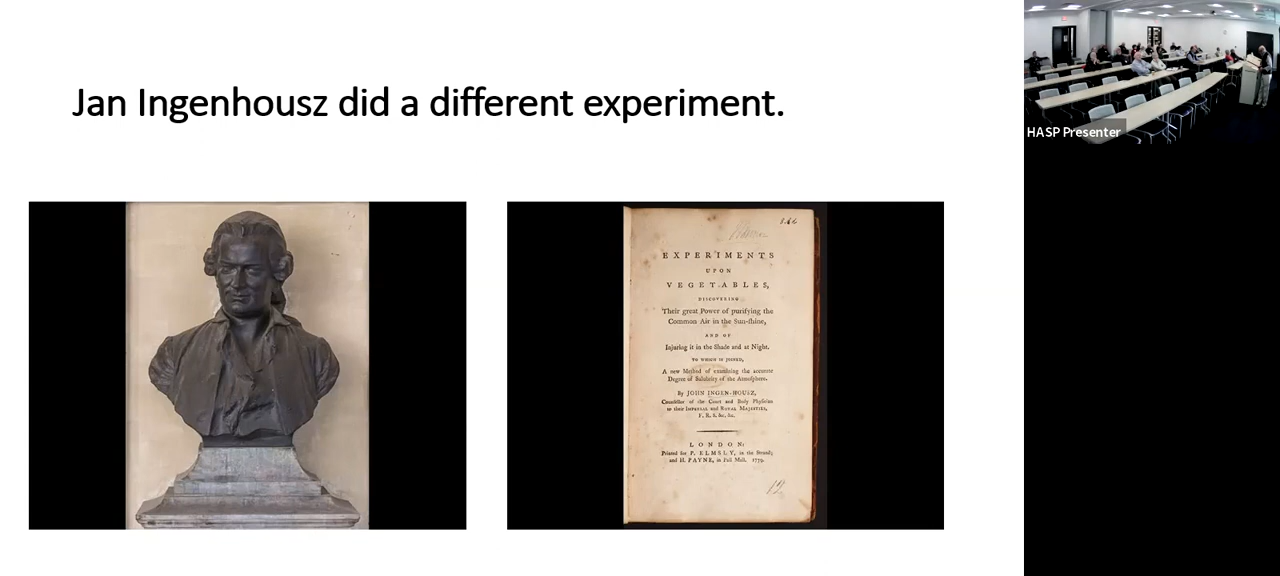 Jan Ingenhousz did a different experiment.
EXPERIMENTS
UPON
VEGETABLES,
DISCOVERING
Their great Power of purifying the
Common Air in the Sun-shine,
AND OF
Injuring it in the Shade and at Night.
TO WHICH IS JOINED,
A new Method of examining the accurate
Degree of Salubrity of the Atmosphere.
By JOHN INGEN-HOUSZ,
Counsellor of the Court and Body Physician
to their IMPERIAL and ROYAL MAJESTIES,
F. R. S. &c. &c.
LONDON:
Printed for P. ELMSLY, in the Strand;
and H. PAYNE, in Pall Mall. 1779.
12
HASP Presenter